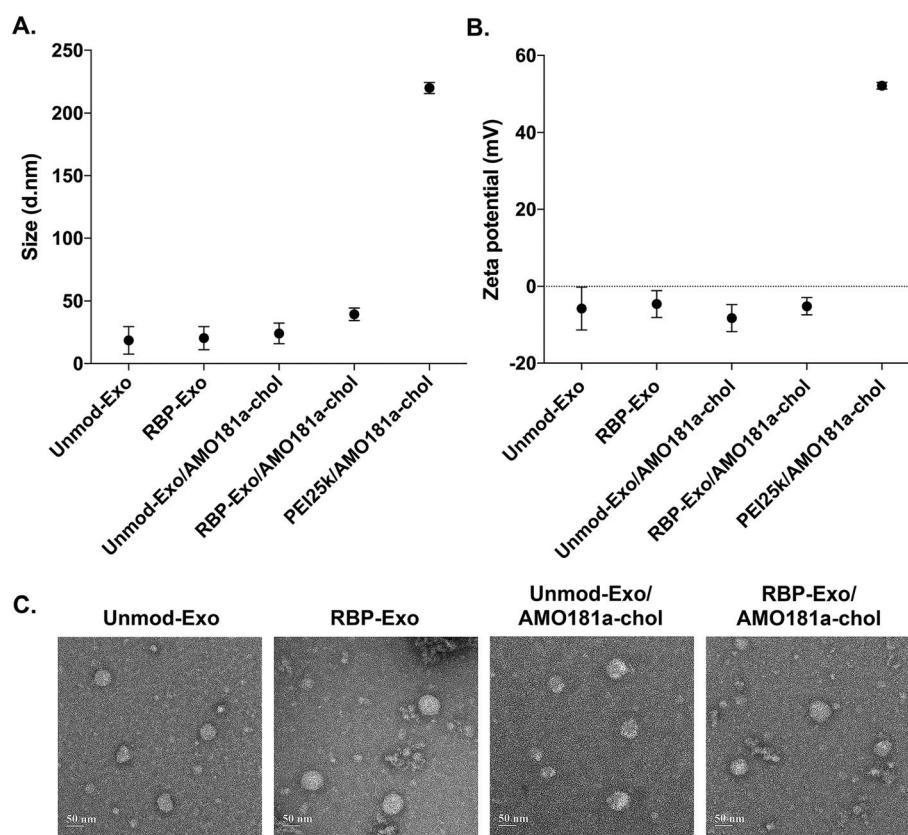 A.
250
200
150
100
50
0
Size (d.nm)
Unmod-Exo
RBP-Exo
Unmod-Exo/AMO181a-chol
RBP-Exo/AMO181a-chol
PEI25k/AMO181a-chol
B.
60
40
20
0
-20
Zeta potential (mV)
Unmod-Exo
RBP-Exo
Unmod-Exo/AMO181a-chol
RBP-Exo/AMO181a-chol
PEI25k/AMO181a-chol
C.
Unmod-Exo
RBP-Exo
Unmod-Exo/
AMO181a-chol
RBP-Exo/
AMO181a-chol
50 nm
50 nm
50 nm
50 nm